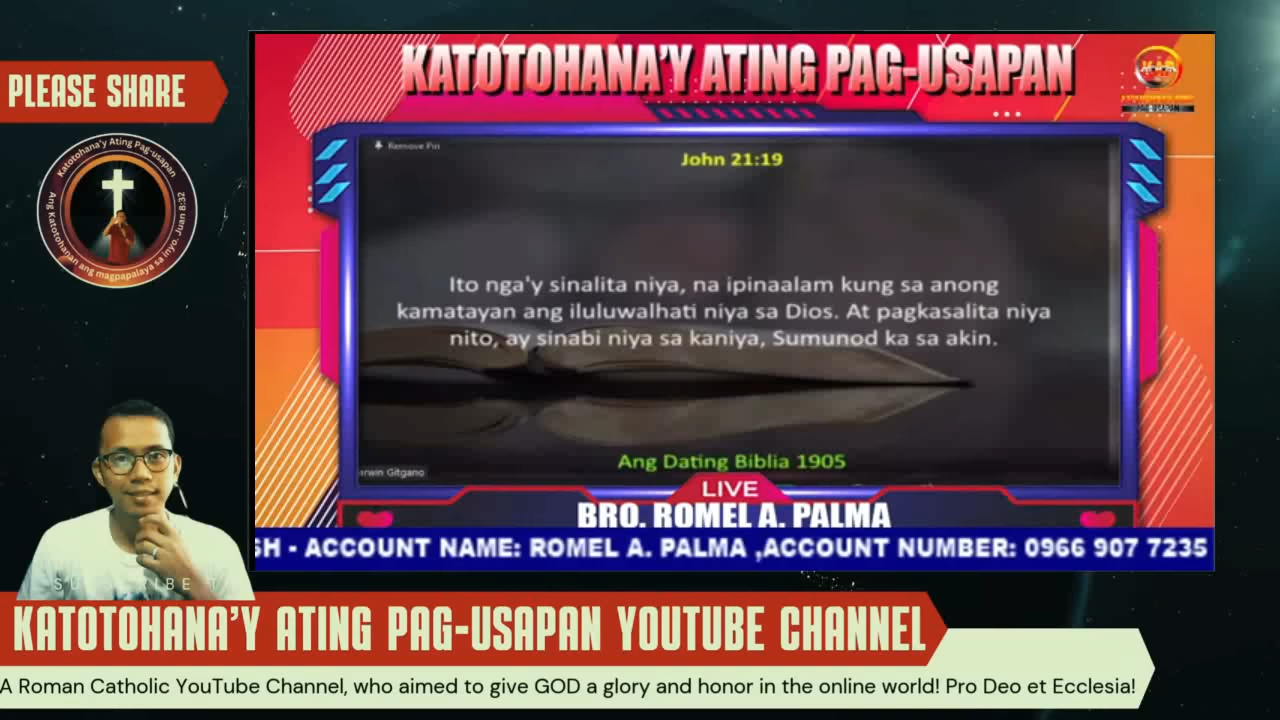 PLEASE SHARE
Katotohana'y Ating Pag-usapan
Ang Katotohanan ang magpapalaya sa inyo. Juan 8:32
KATOTOHANA'Y ATING PAG-USAPAN
Remove Pin
John 21:19
Ito nga'y sinalita niya, na ipinaalam kung sa anong
kamatayan ang iluluwalhati niya sa Dios. At pagkasalita niya
nito, ay sinabi niya sa kaniya, Sumunod ka sa akin.
Ang Dating Biblia 1905
rwin Gitgano
LIVE
BRO. ROMEL A. PALMA
SH - ACCOUNT NAME: ROMEL A. PALMA ,ACCOUNT NUMBER: 0966 907 7235
KATOTOHANA'Y ATING PAG-USAPAN YOUTUBE CHANNEL
A Roman Catholic YouTube Channel, who aimed to give GOD a glory and honor in the online world! Pro Deo et Ecclesia!